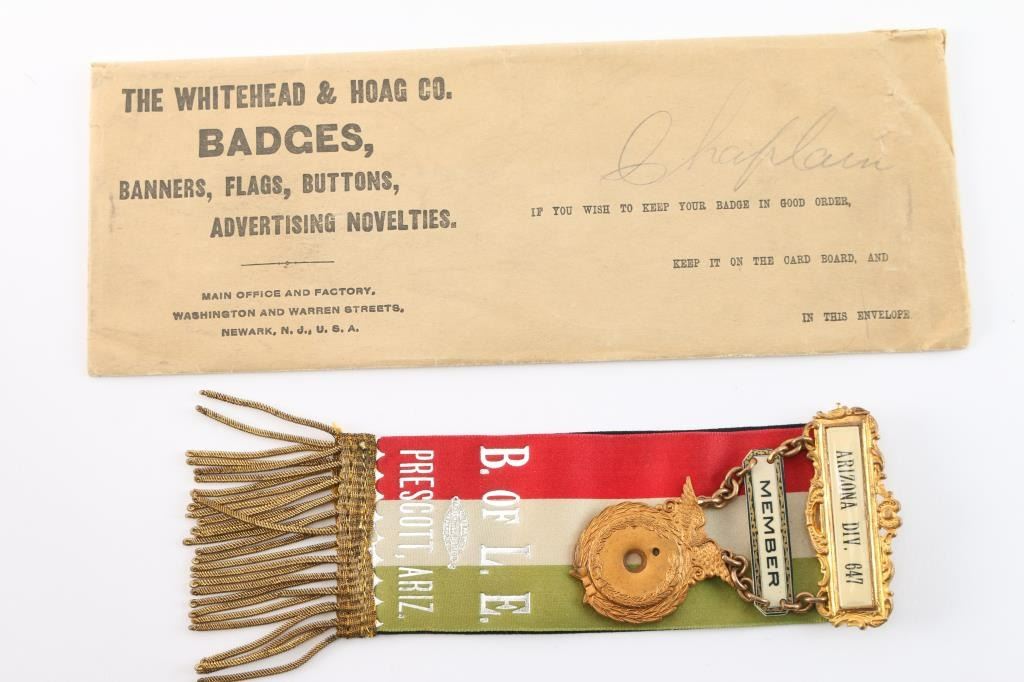 THE WHITEHEAD & HOAG CO.
BADGES,
BANNERS, FLAGS, BUTTONS,
ADVERTISING NOVELTIES.
MAIN OFFICE AND FACTORY,
WASHINGTON AND WARREN STREETS,
NEWARK, N. J., U. S. A.
Chaplain
IF YOU WISH TO KEEP YOUR BADGE IN GOOD ORDER,
KEEP IT ON THE CARD BOARD, AND
IN THIS ENVELOPE
ARIZONA DIV. 647
MEMBER
B. OF L. E.
PRESCOTT, ARIZ.